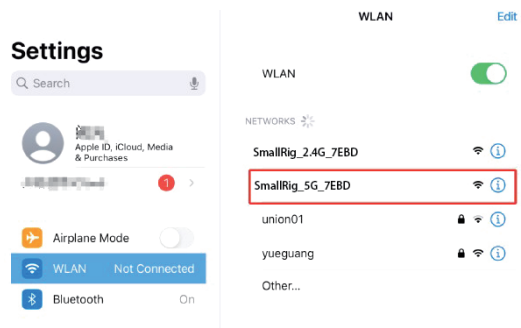 Settings
Search
Apple ID, iCloud, Media
& Purchases
1
Airplane Mode
WLAN Not Connected
Bluetooth On
WLAN Edit
WLAN
NETWORKS
SmallRig_2.4G_7EBD
SmallRig_5G_7EBD
union01
yueguang
Other...